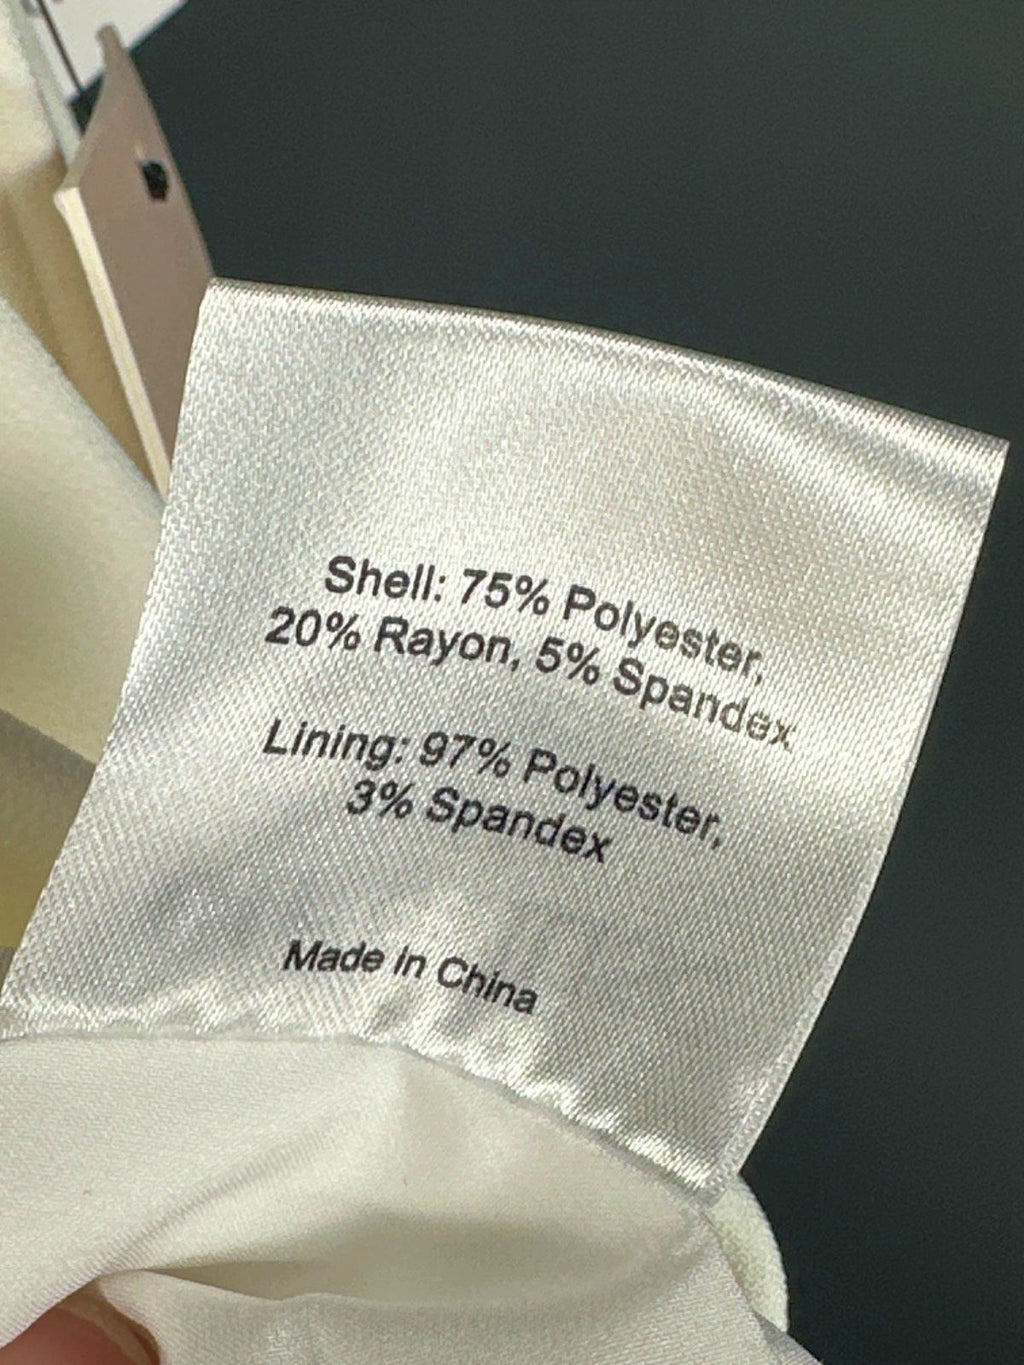 Shell: 75% Polyester,
20% Rayon, 5% Spandex
Lining: 97% Polyester,
3% Spandex
Made in China